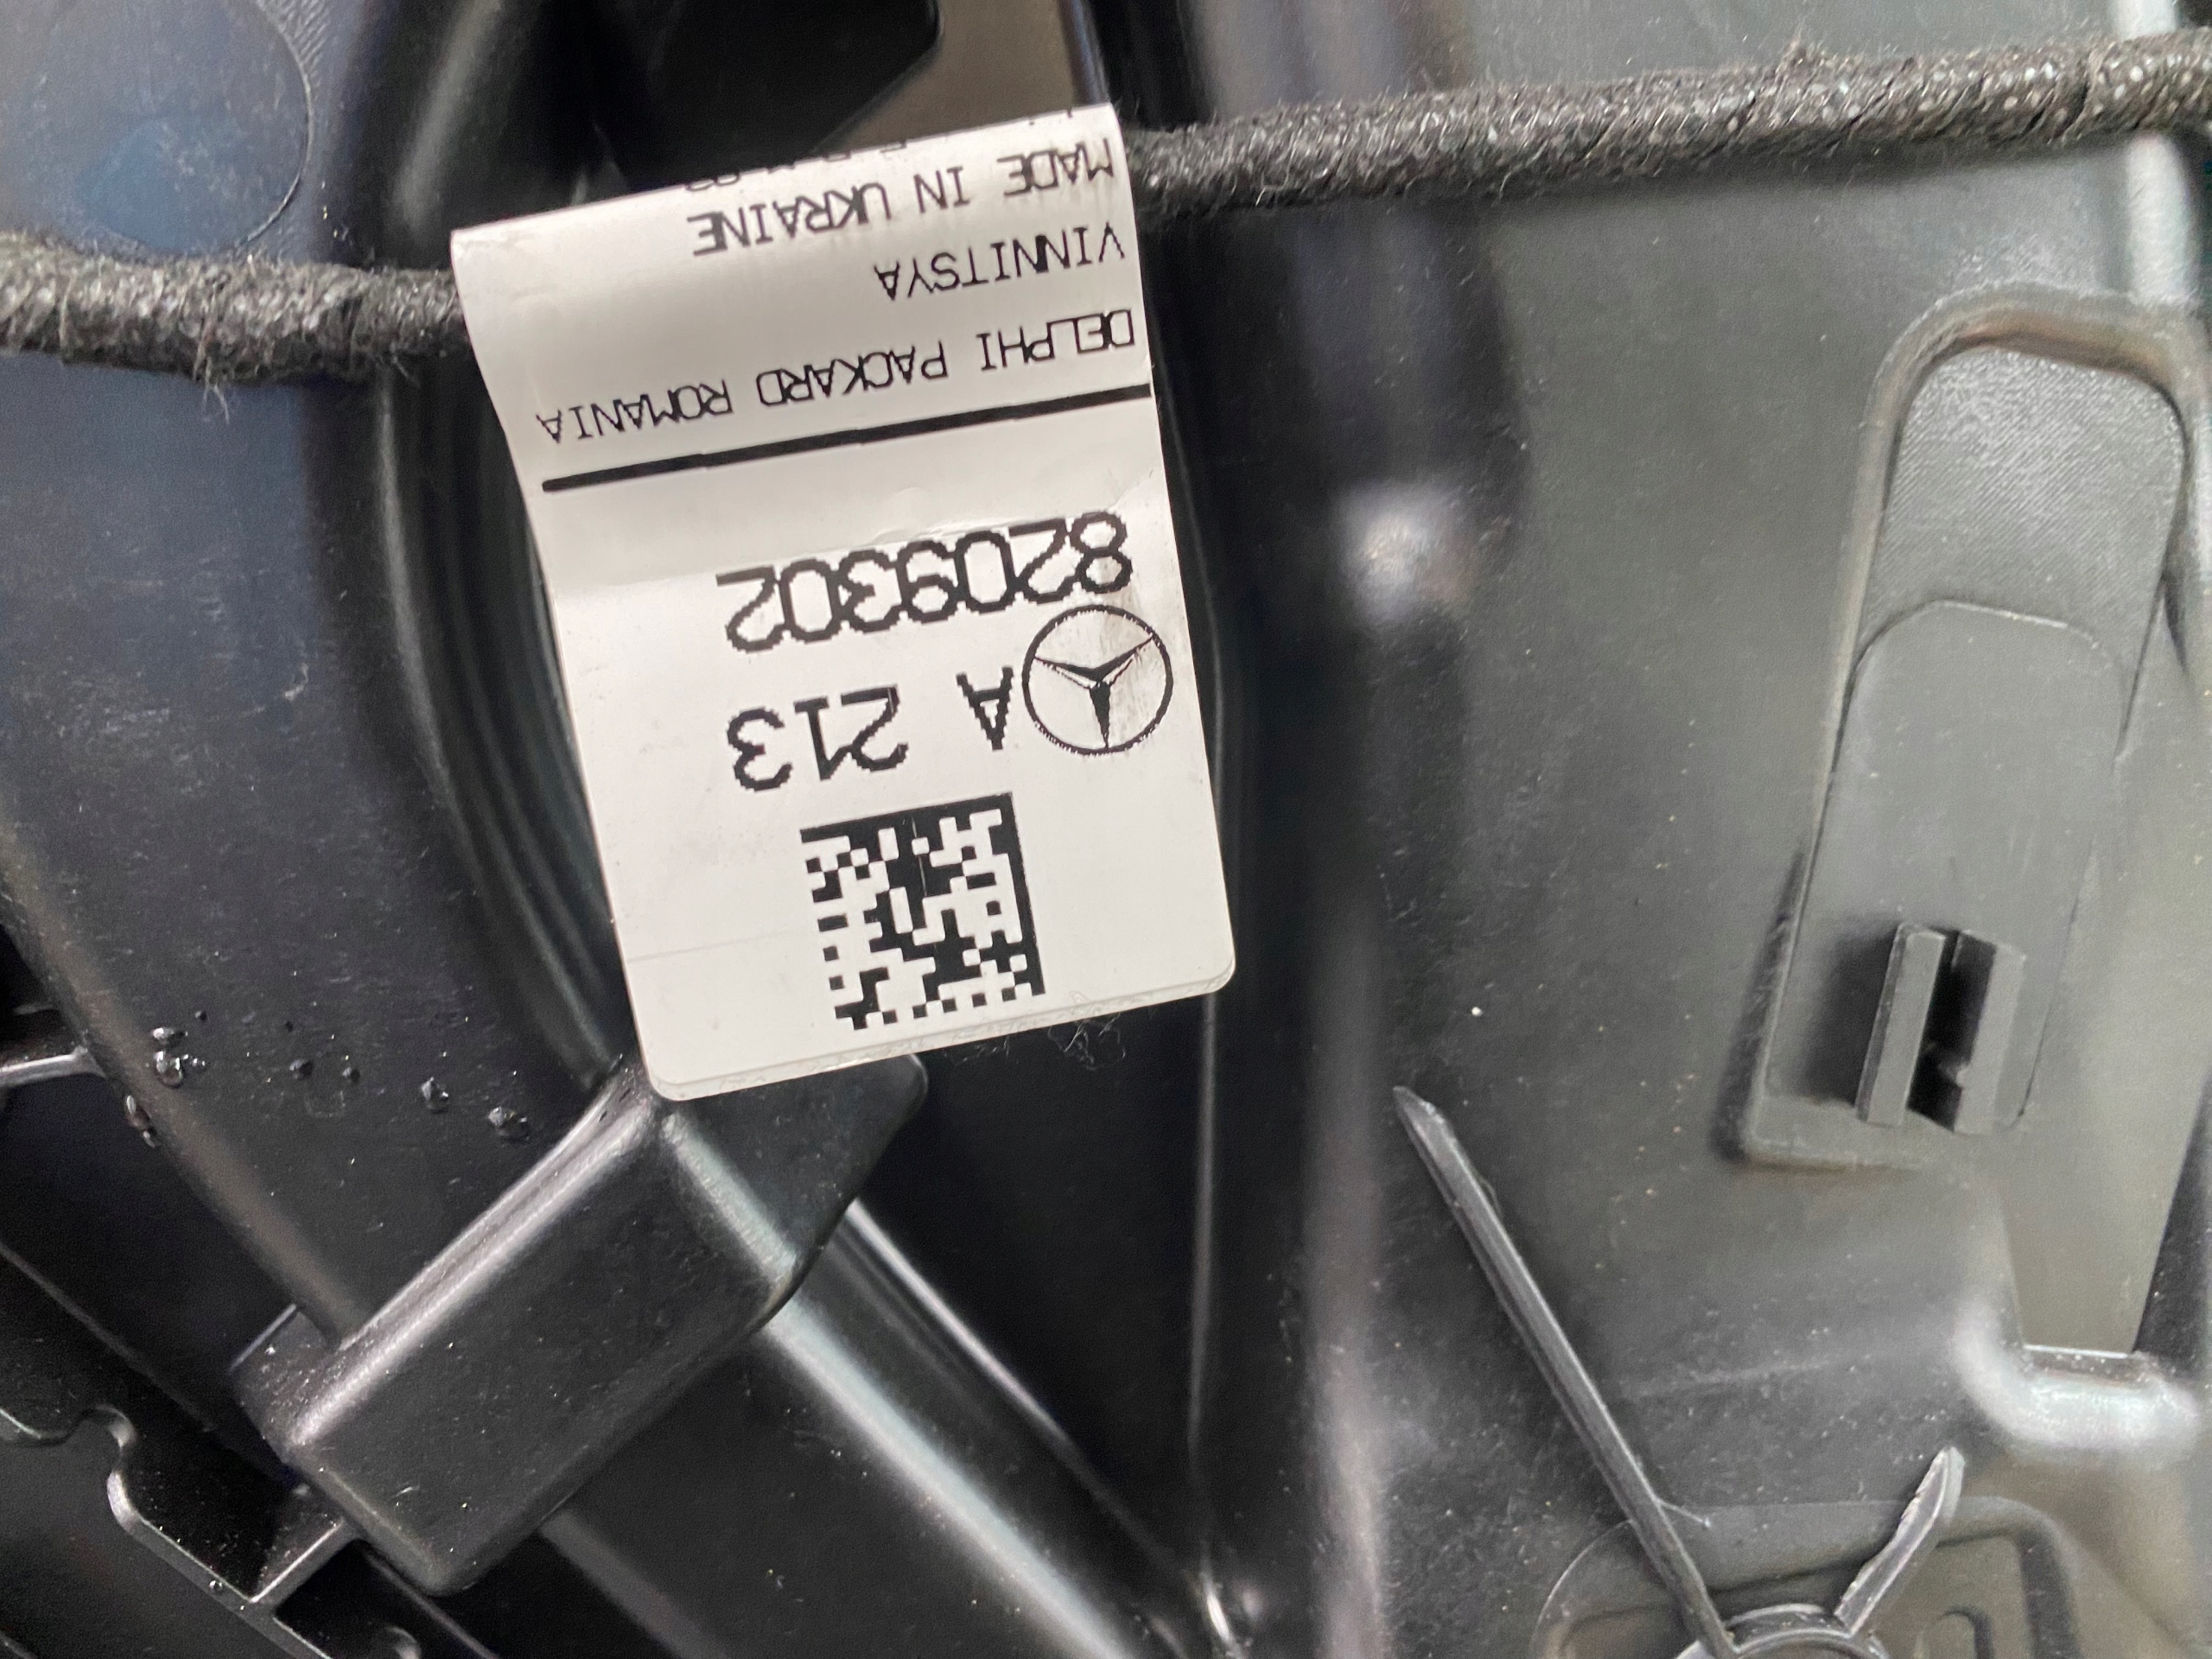 A 213
8209302
DELPHI PACKARD ROMANIA
VINNITSYA
MADE IN UKRAINE